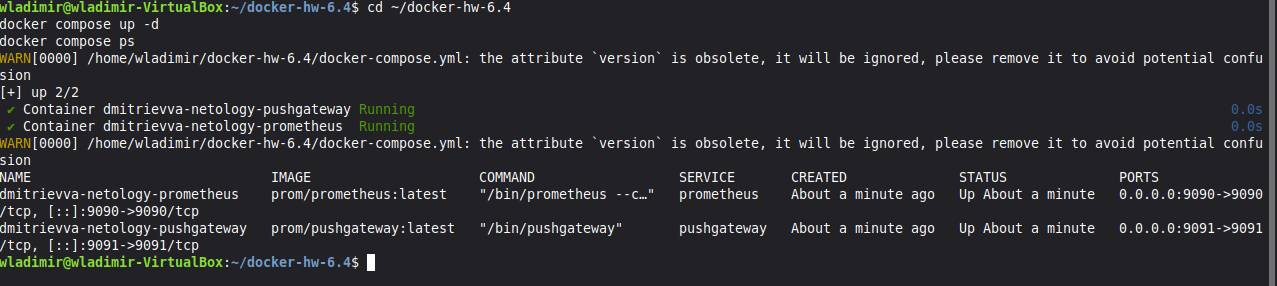 wladimir@wladimir-VirtualBox:~/docker-hw-6.4$ cd ~/docker-hw-6.4
docker compose up -d
docker compose ps
WARN[0000] /home/wladimir/docker-hw-6.4/docker-compose.yml: the attribute `version` is obsolete, it will be ignored, please remove it to avoid potential confu
sion
[+] up 2/2
✔ Container dmitrievva-netology-pushgateway Running 0.0s
✔ Container dmitrievva-netology-prometheus Running 0.0s
WARN[0000] /home/wladimir/docker-hw-6.4/docker-compose.yml: the attribute `version` is obsolete, it will be ignored, please remove it to avoid potential confu
sion
NAME IMAGE COMMAND SERVICE CREATED STATUS PORTS
dmitrievva-netology-prometheus prom/prometheus:latest "/bin/prometheus --c…" prometheus About a minute ago Up About a minute 0.0.0.0:9090->9090
/tcp, [::]:9090->9090/tcp
dmitrievva-netology-pushgateway prom/pushgateway:latest "/bin/pushgateway" pushgateway About a minute ago Up About a minute 0.0.0.0:9091->9091
/tcp, [::]:9091->9091/tcp
wladimir@wladimir-VirtualBox:~/docker-hw-6.4$